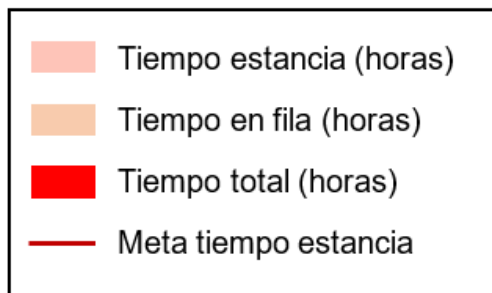 Tiempo estancia (horas)
Tiempo en fila (horas)
Tiempo total (horas)
Meta tiempo estancia